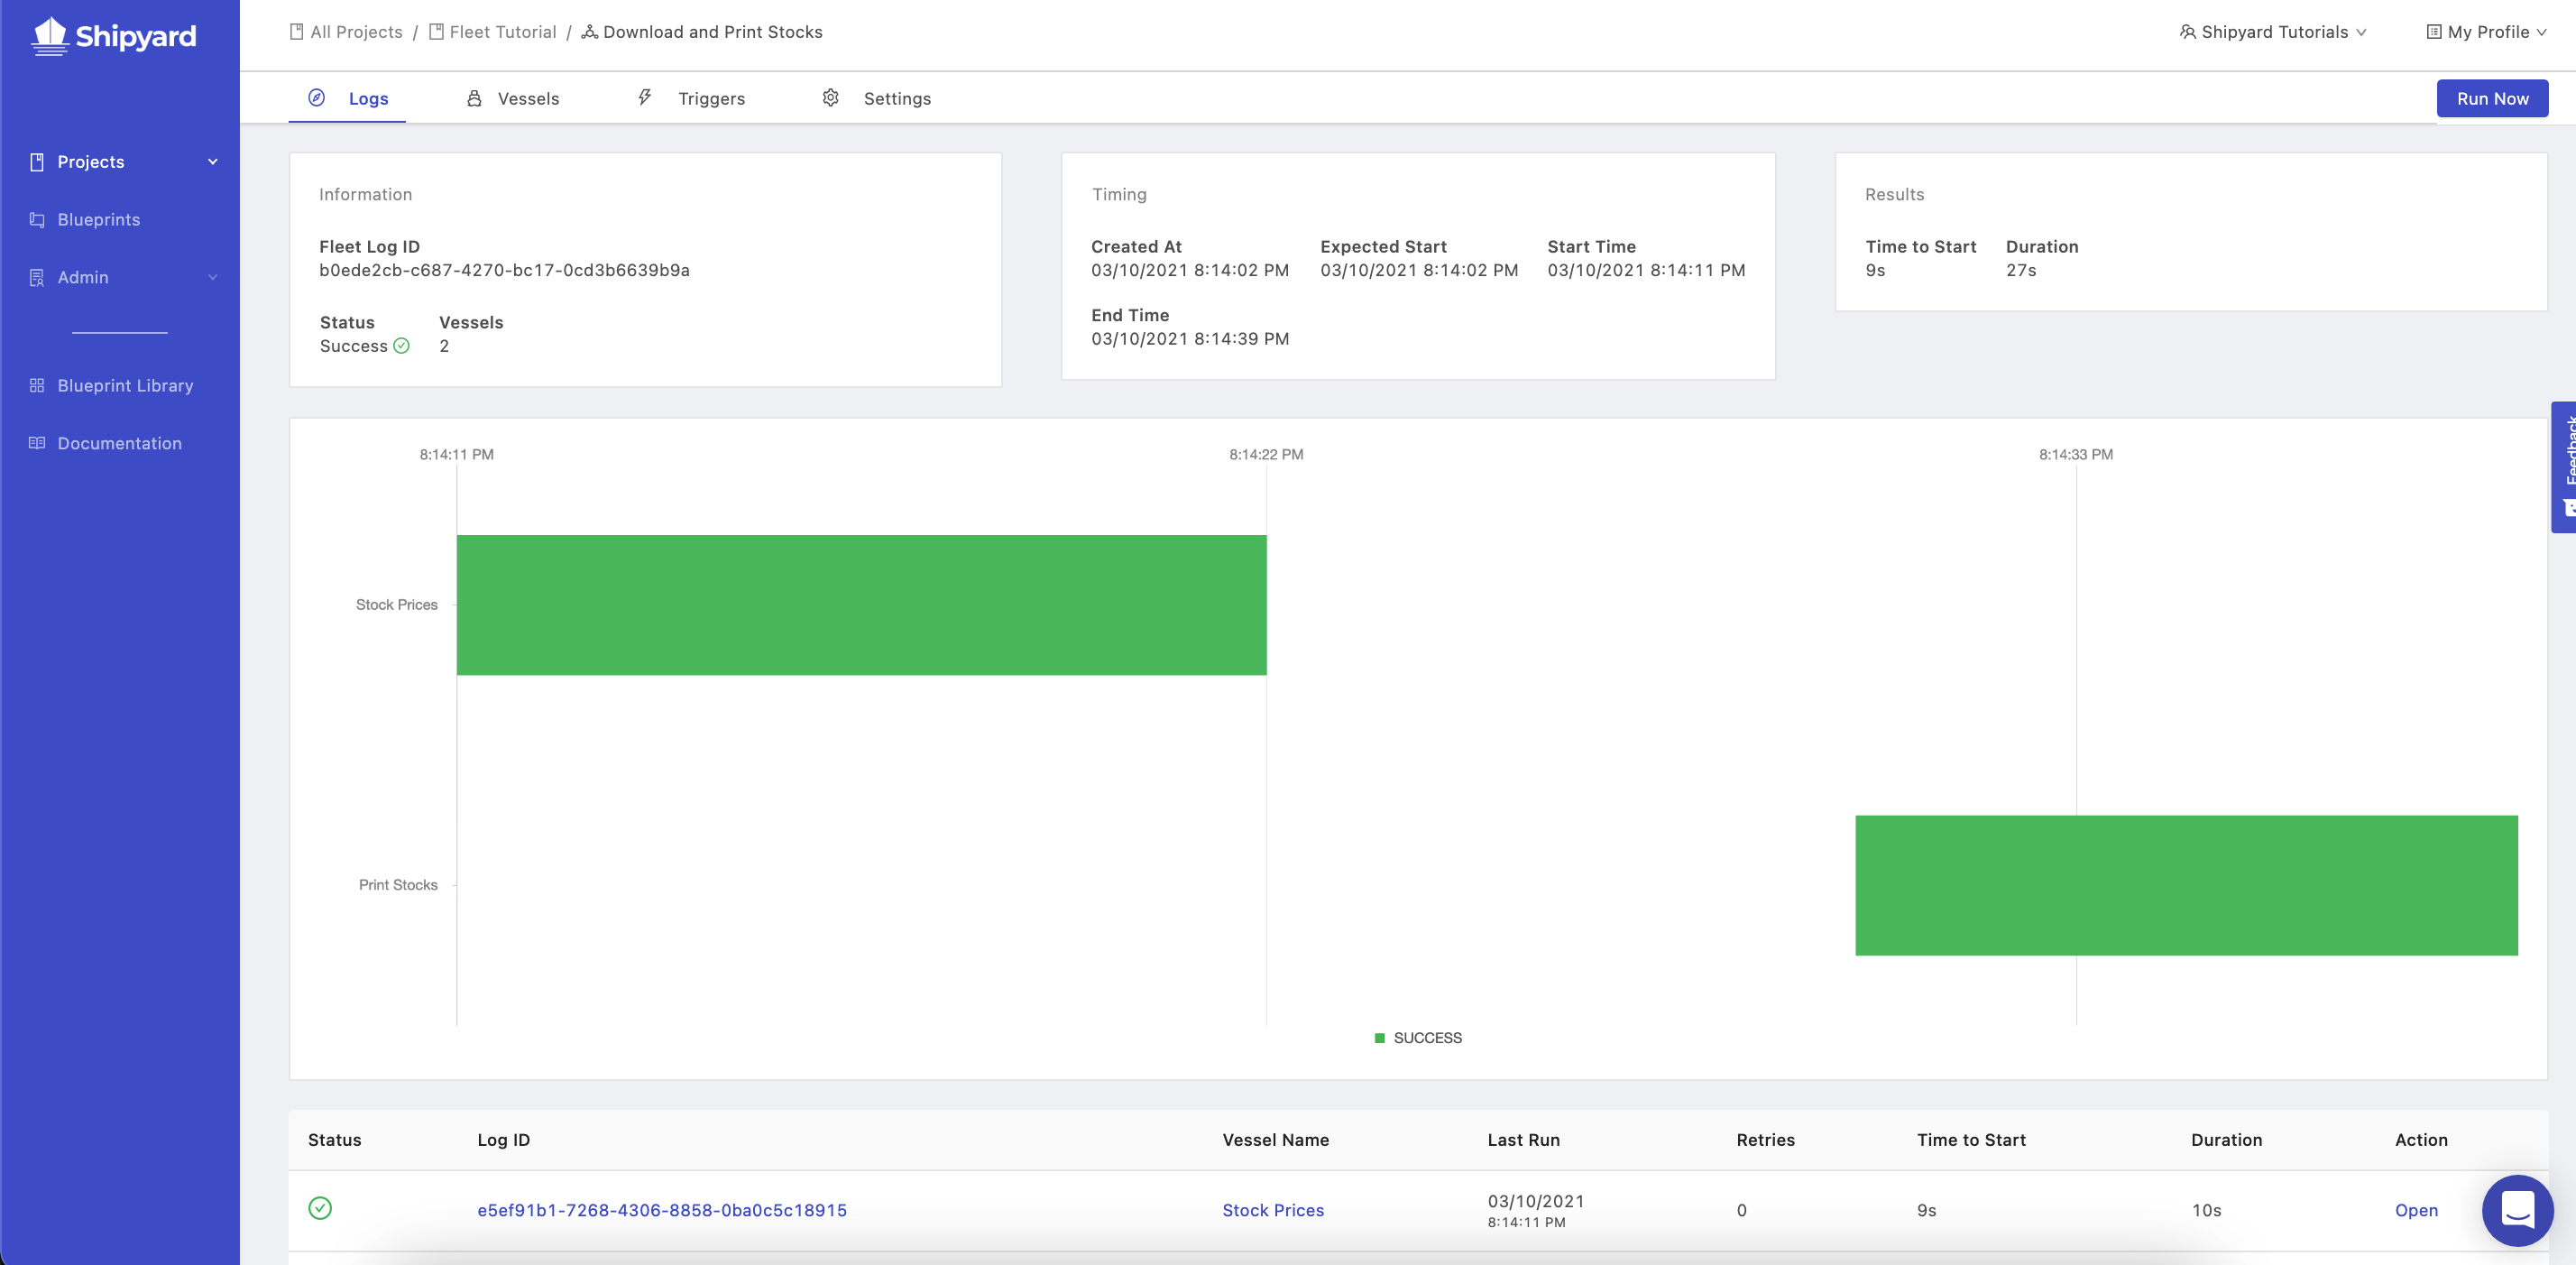 Shipyard
All Projects / Fleet Tutorial / Download and Print Stocks
Shipyard Tutorials
My Profile
Logs
Vessels
Triggers
Settings
Run Now
Projects
Blueprints
Admin
Blueprint Library
Documentation
Information
Fleet Log ID
b0ede2cb-c687-4270-bc17-0cd3b6639b9a
Status Vessels
Success 2
Timing
Created At Expected Start Start Time
03/10/2021 8:14:02 PM 03/10/2021 8:14:02 PM 03/10/2021 8:14:11 PM
End Time
03/10/2021 8:14:39 PM
Results
Time to Start Duration
9s 27s
Feedback
8:14:11 PM 8:14:22 PM 8:14:33 PM
Stock Prices
Print Stocks
SUCCESS
Status Log ID Vessel Name Last Run Retries Time to Start Duration Action
e5ef91b1-7268-4306-8858-0ba0c5c18915 Stock Prices 03/10/2021 0 9s 10s Open
8:14:11 PM